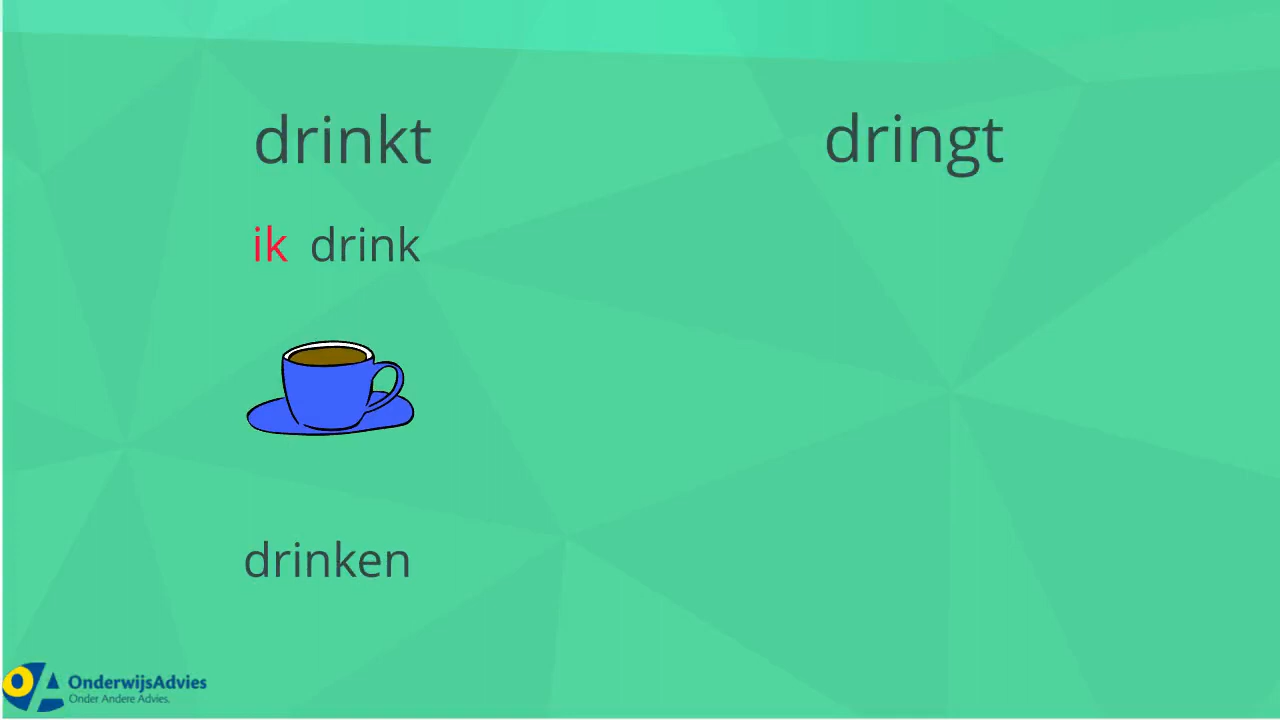 drinkt
dringt
ik drink
drinken
OnderwijsAdvies
Onder Andere Advies.